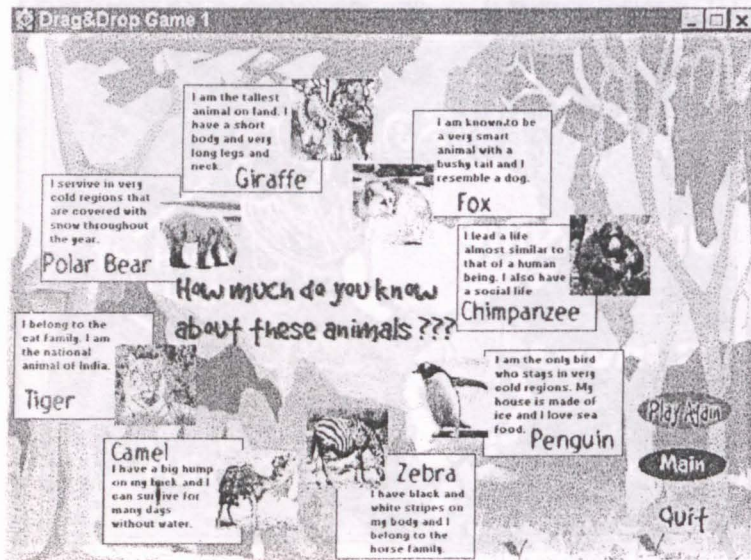 Drag&Drop Game 1
I am the tallest
animal on land. I
have a short
body and very
long legs and
neck.
Giraffe
I am known to be
a very smart
animal with a
bushy tail and I
resemble a dog.
Fox
I servive in very
cold regions that
are covered with
snow throughout
the year.
Polar Bear
I lead a life
almost similar to
that of a human
being. I also have
a social life
Chimpanzee
How much do you know
about these animals ???
I belong to the
cat family. I am
the national
animal of India.
Tiger
I am the only bird
who stays in very
cold regions. My
house is made of
ice and I love sea
food.
Penguin
Camel
I have a big hump
on my back and I
can survive for
many days
without water.
Zebra
I have black and
white stripes on
my body and I
belong to the
horse family.
Play Again
Main
Quit